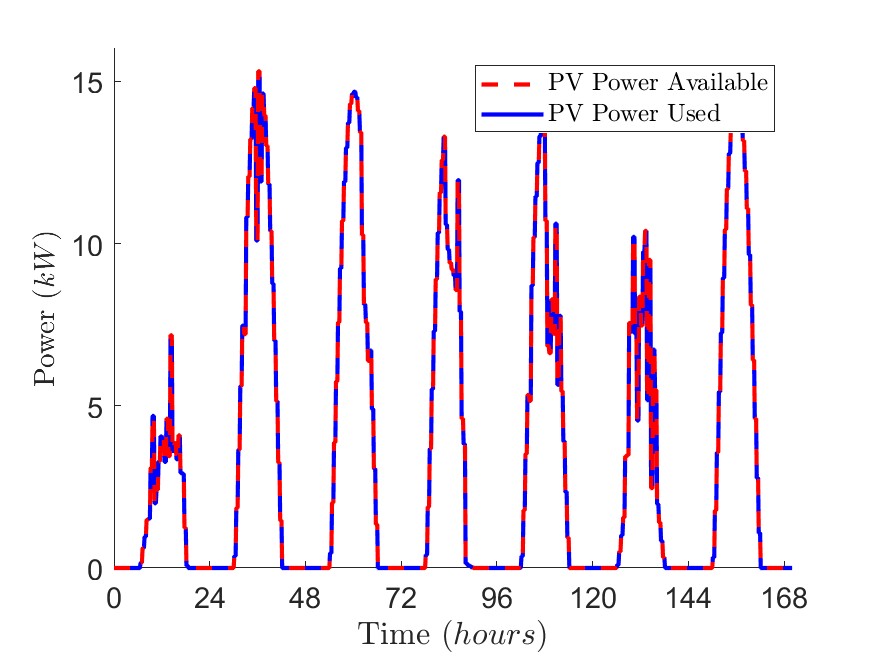 PV Power Available
PV Power Used
15
10
5
0
Power (kW)
0 24 48 72 96 120 144 168
Time (hours)